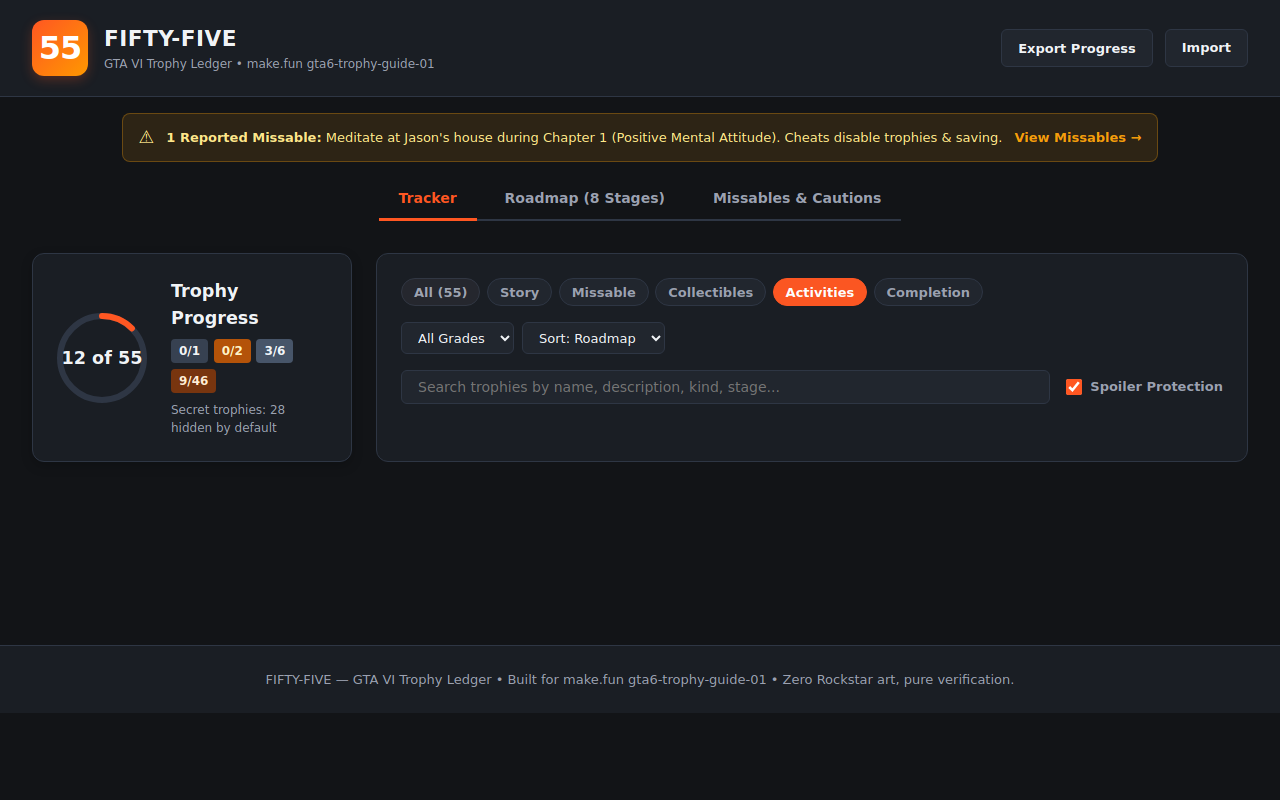 55
FIFTY-FIVE
GTA VI Trophy Ledger • make.fun gta6-trophy-guide-01
Export Progress
Import
⚠ 1 Reported Missable: Meditate at Jason's house during Chapter 1 (Positive Mental Attitude). Cheats disable trophies & saving. View Missables →
Tracker
Roadmap (8 Stages)
Missables & Cautions
12 of 55
Trophy
Progress
0/1 0/2 3/6
9/46
Secret trophies: 28
hidden by default
All (55)
Story
Missable
Collectibles
Activities
Completion
All Grades
Sort: Roadmap
Search trophies by name, description, kind, stage...
Spoiler Protection
FIFTY-FIVE — GTA VI Trophy Ledger • Built for make.fun gta6-trophy-guide-01 • Zero Rockstar art, pure verification.